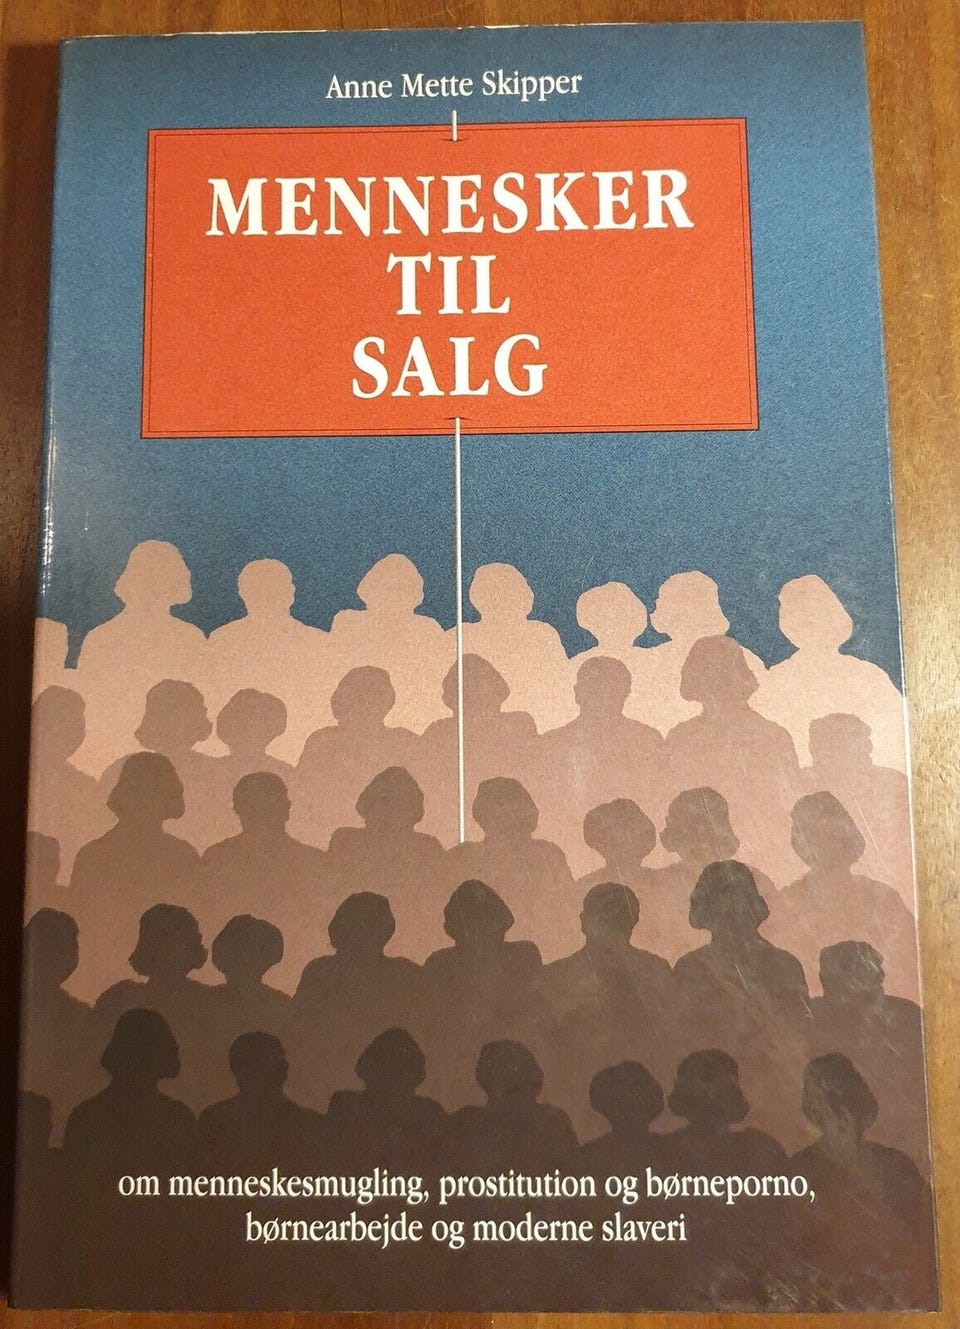 Anne Mette Skipper
MENNESKER
TIL
SALG
om menneskesmugling, prostitution og børneporno,
børnearbejde og moderne slaveri